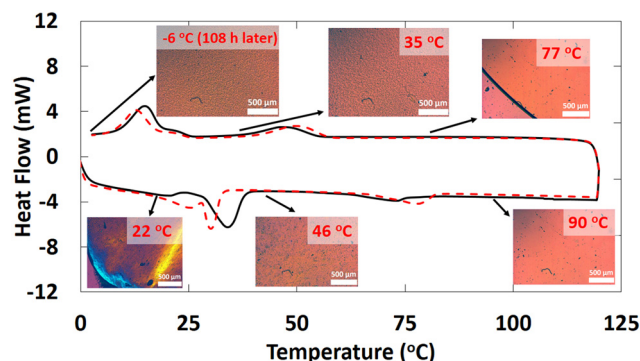 12
8
4
0
-4
-8
-12
Heat Flow (mW)
-6 °C (108 h later)
500 µm
35 °C
500 µm
77 °C
500 µm
22 °C
500 µm
46 °C
500 µm
90 °C
500 µm
0
25
50
75
100
125
Temperature (°C)